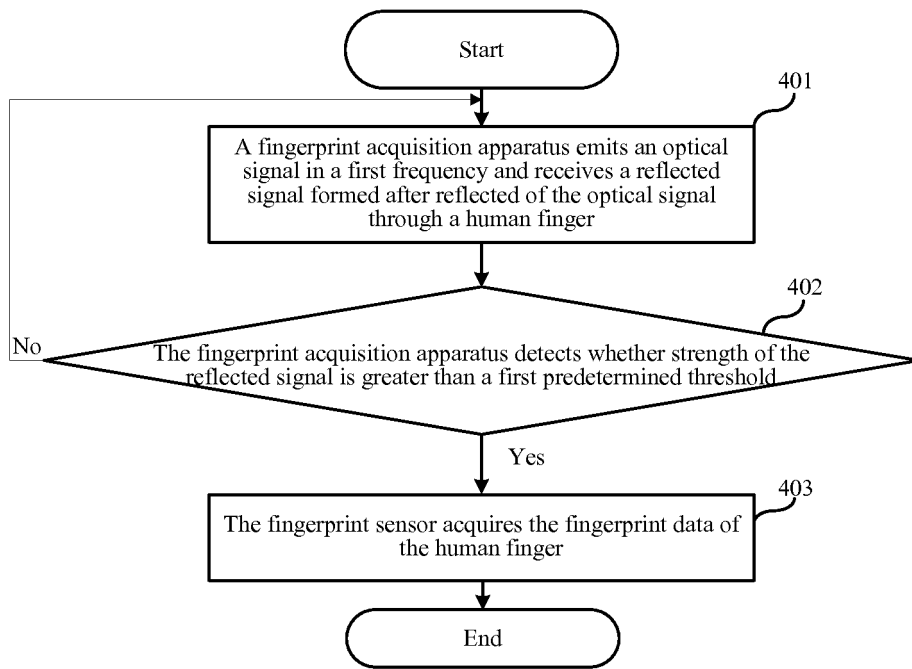 Start
401
A fingerprint acquisition apparatus emits an optical
signal in a first frequency and receives a reflected
signal formed after reflected of the optical signal
through a human finger
402
No
The fingerprint acquisition apparatus detects whether strength of the
reflected signal is greater than a first predetermined threshold
Yes
403
The fingerprint sensor acquires the fingerprint data of
the human finger
End